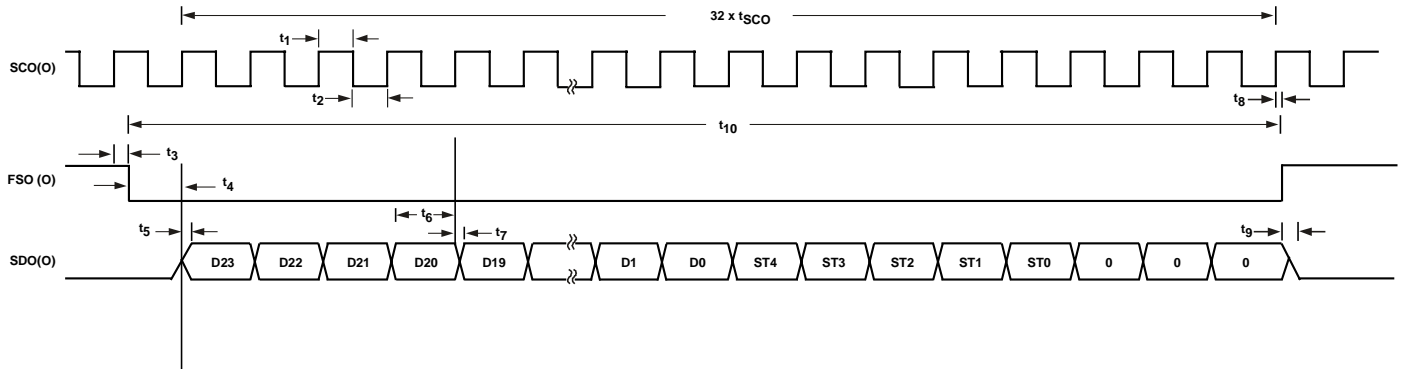 32 x tSCO
t1
SCO(O)
t2
t8
t10
t3
FSO (O)
t4
t6
t5
t7
t9
SDO(O)
D23 D22 D21 D20 D19 D1 D0 ST4 ST3 ST2 ST1 ST0 0 0 0